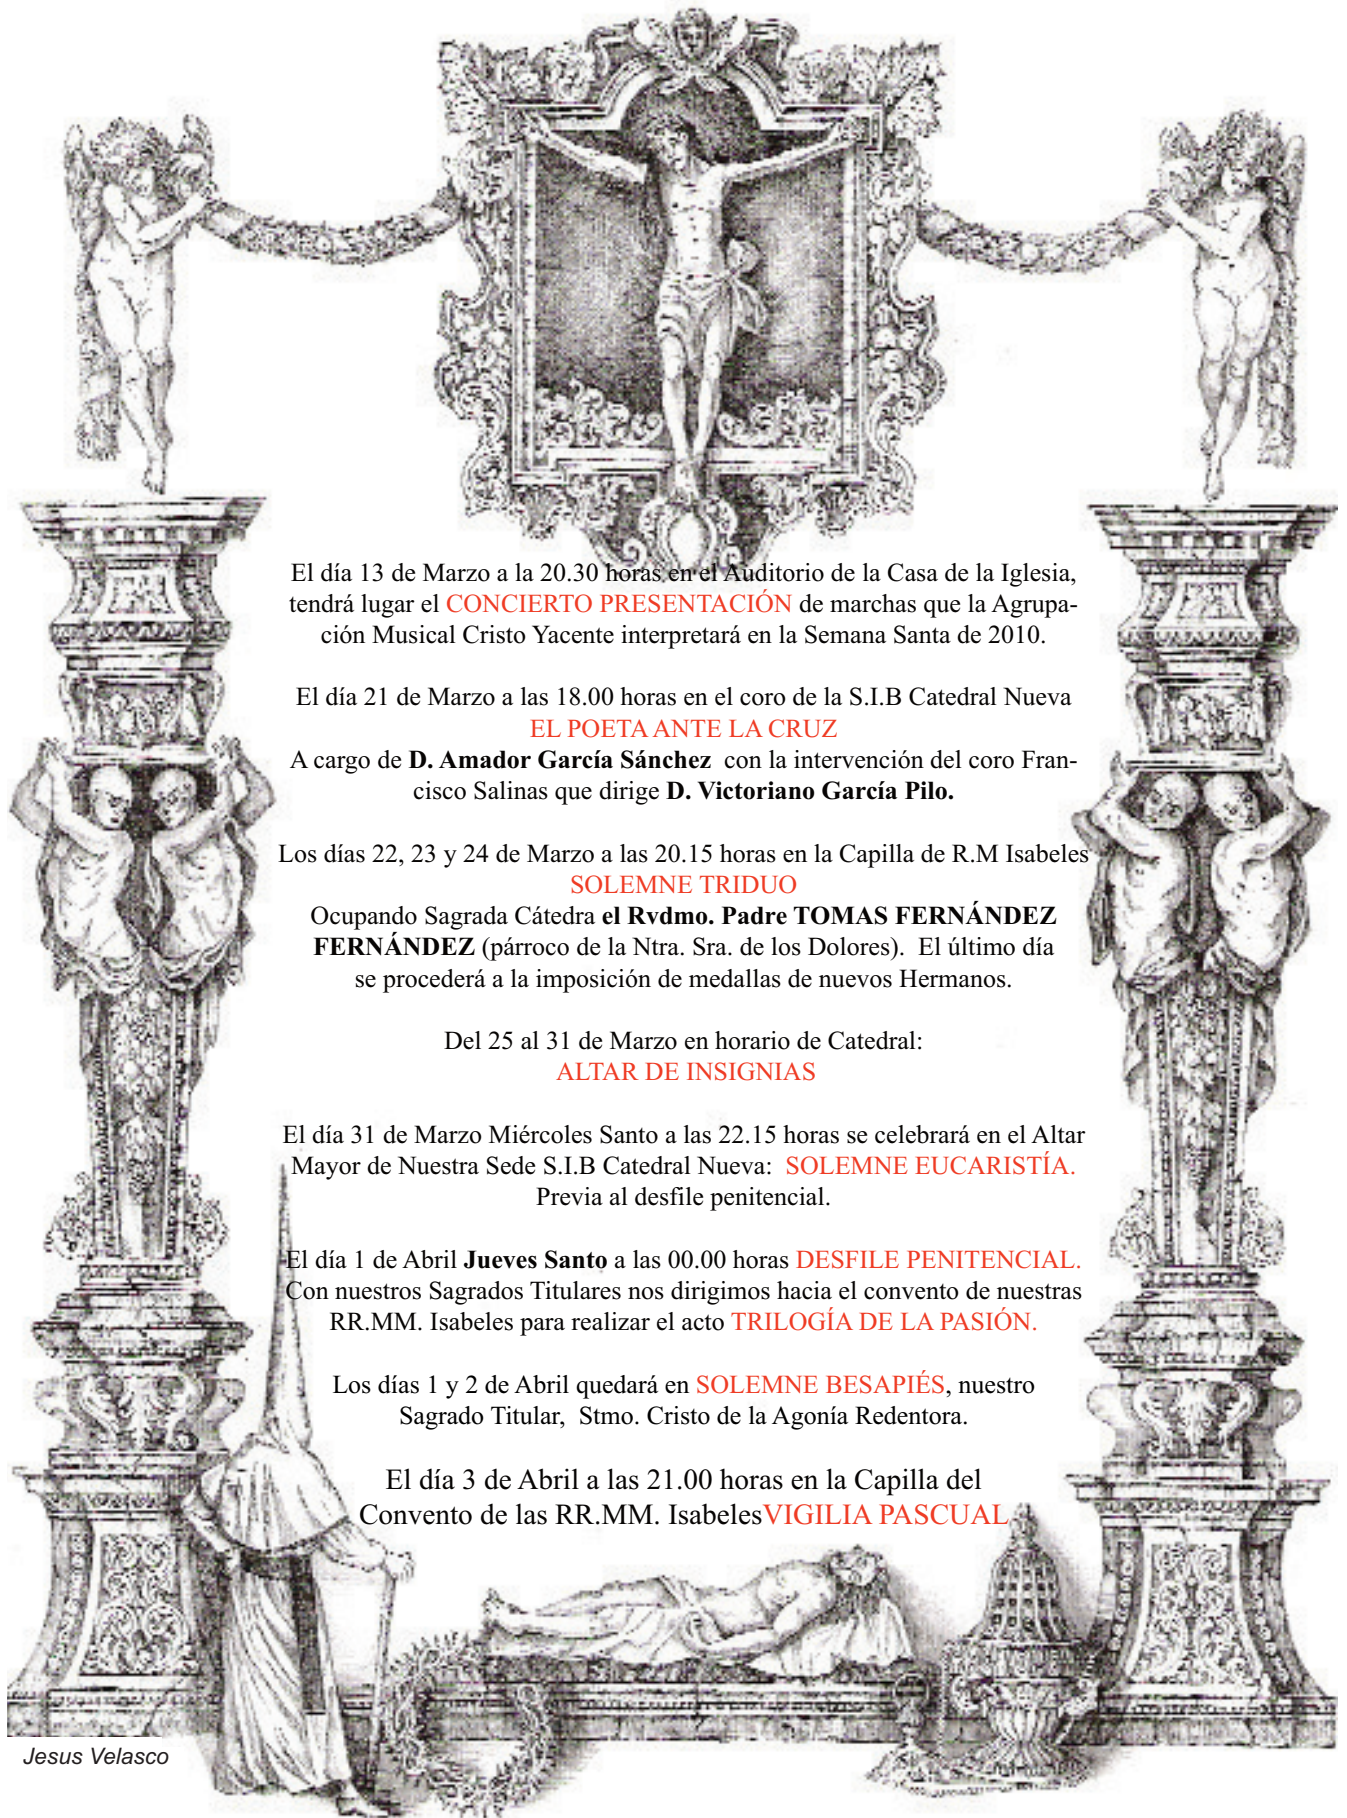 El día 13 de Marzo a la 20.30 horas en el Auditorio de la Casa de la Iglesia,
tendrá lugar el CONCIERTO PRESENTACIÓN de marchas que la Agrupa-
ción Musical Cristo Yacente interpretará en la Semana Santa de 2010.
El día 21 de Marzo a las 18.00 horas en el coro de la S.I.B Catedral Nueva
EL POETA ANTE LA CRUZ
A cargo de D. Amador García Sánchez con la intervención del coro Fran-
cisco Salinas que dirige D. Victoriano García Pilo.
Los días 22, 23 y 24 de Marzo a las 20.15 horas en la Capilla de R.M Isabeles
SOLEMNE TRIDUO
Ocupando Sagrada Cátedra el Rvdmo. Padre TOMAS FERNÁNDEZ
FERNÁNDEZ (párroco de la Ntra. Sra. de los Dolores). El último día
se procederá a la imposición de medallas de nuevos Hermanos.
Del 25 al 31 de Marzo en horario de Catedral:
ALTAR DE INSIGNIAS
El día 31 de Marzo Miércoles Santo a las 22.15 horas se celebrará en el Altar
Mayor de Nuestra Sede S.I.B Catedral Nueva: SOLEMNE EUCARISTÍA.
Previa al desfile penitencial.
El día 1 de Abril Jueves Santo a las 00.00 horas DESFILE PENITENCIAL.
Con nuestros Sagrados Titulares nos dirigimos hacia el convento de nuestras
RR.MM. Isabeles para realizar el acto TRILOGÍA DE LA PASIÓN.
Los días 1 y 2 de Abril quedará en SOLEMNE BESAPIÉS, nuestro
Sagrado Titular, Stmo. Cristo de la Agonía Redentora.
El día 3 de Abril a las 21.00 horas en la Capilla del
Convento de las RR.MM. Isabeles VIGILIA PASCUAL
Jesus Velasco